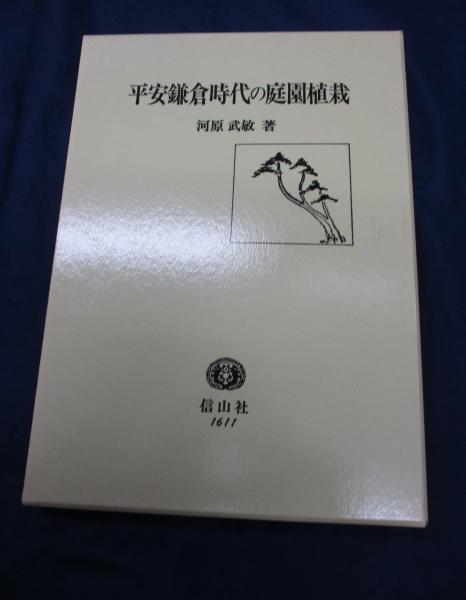 平安鎌倉時代の庭園植栽
河原 武敏 著
信山社
1611